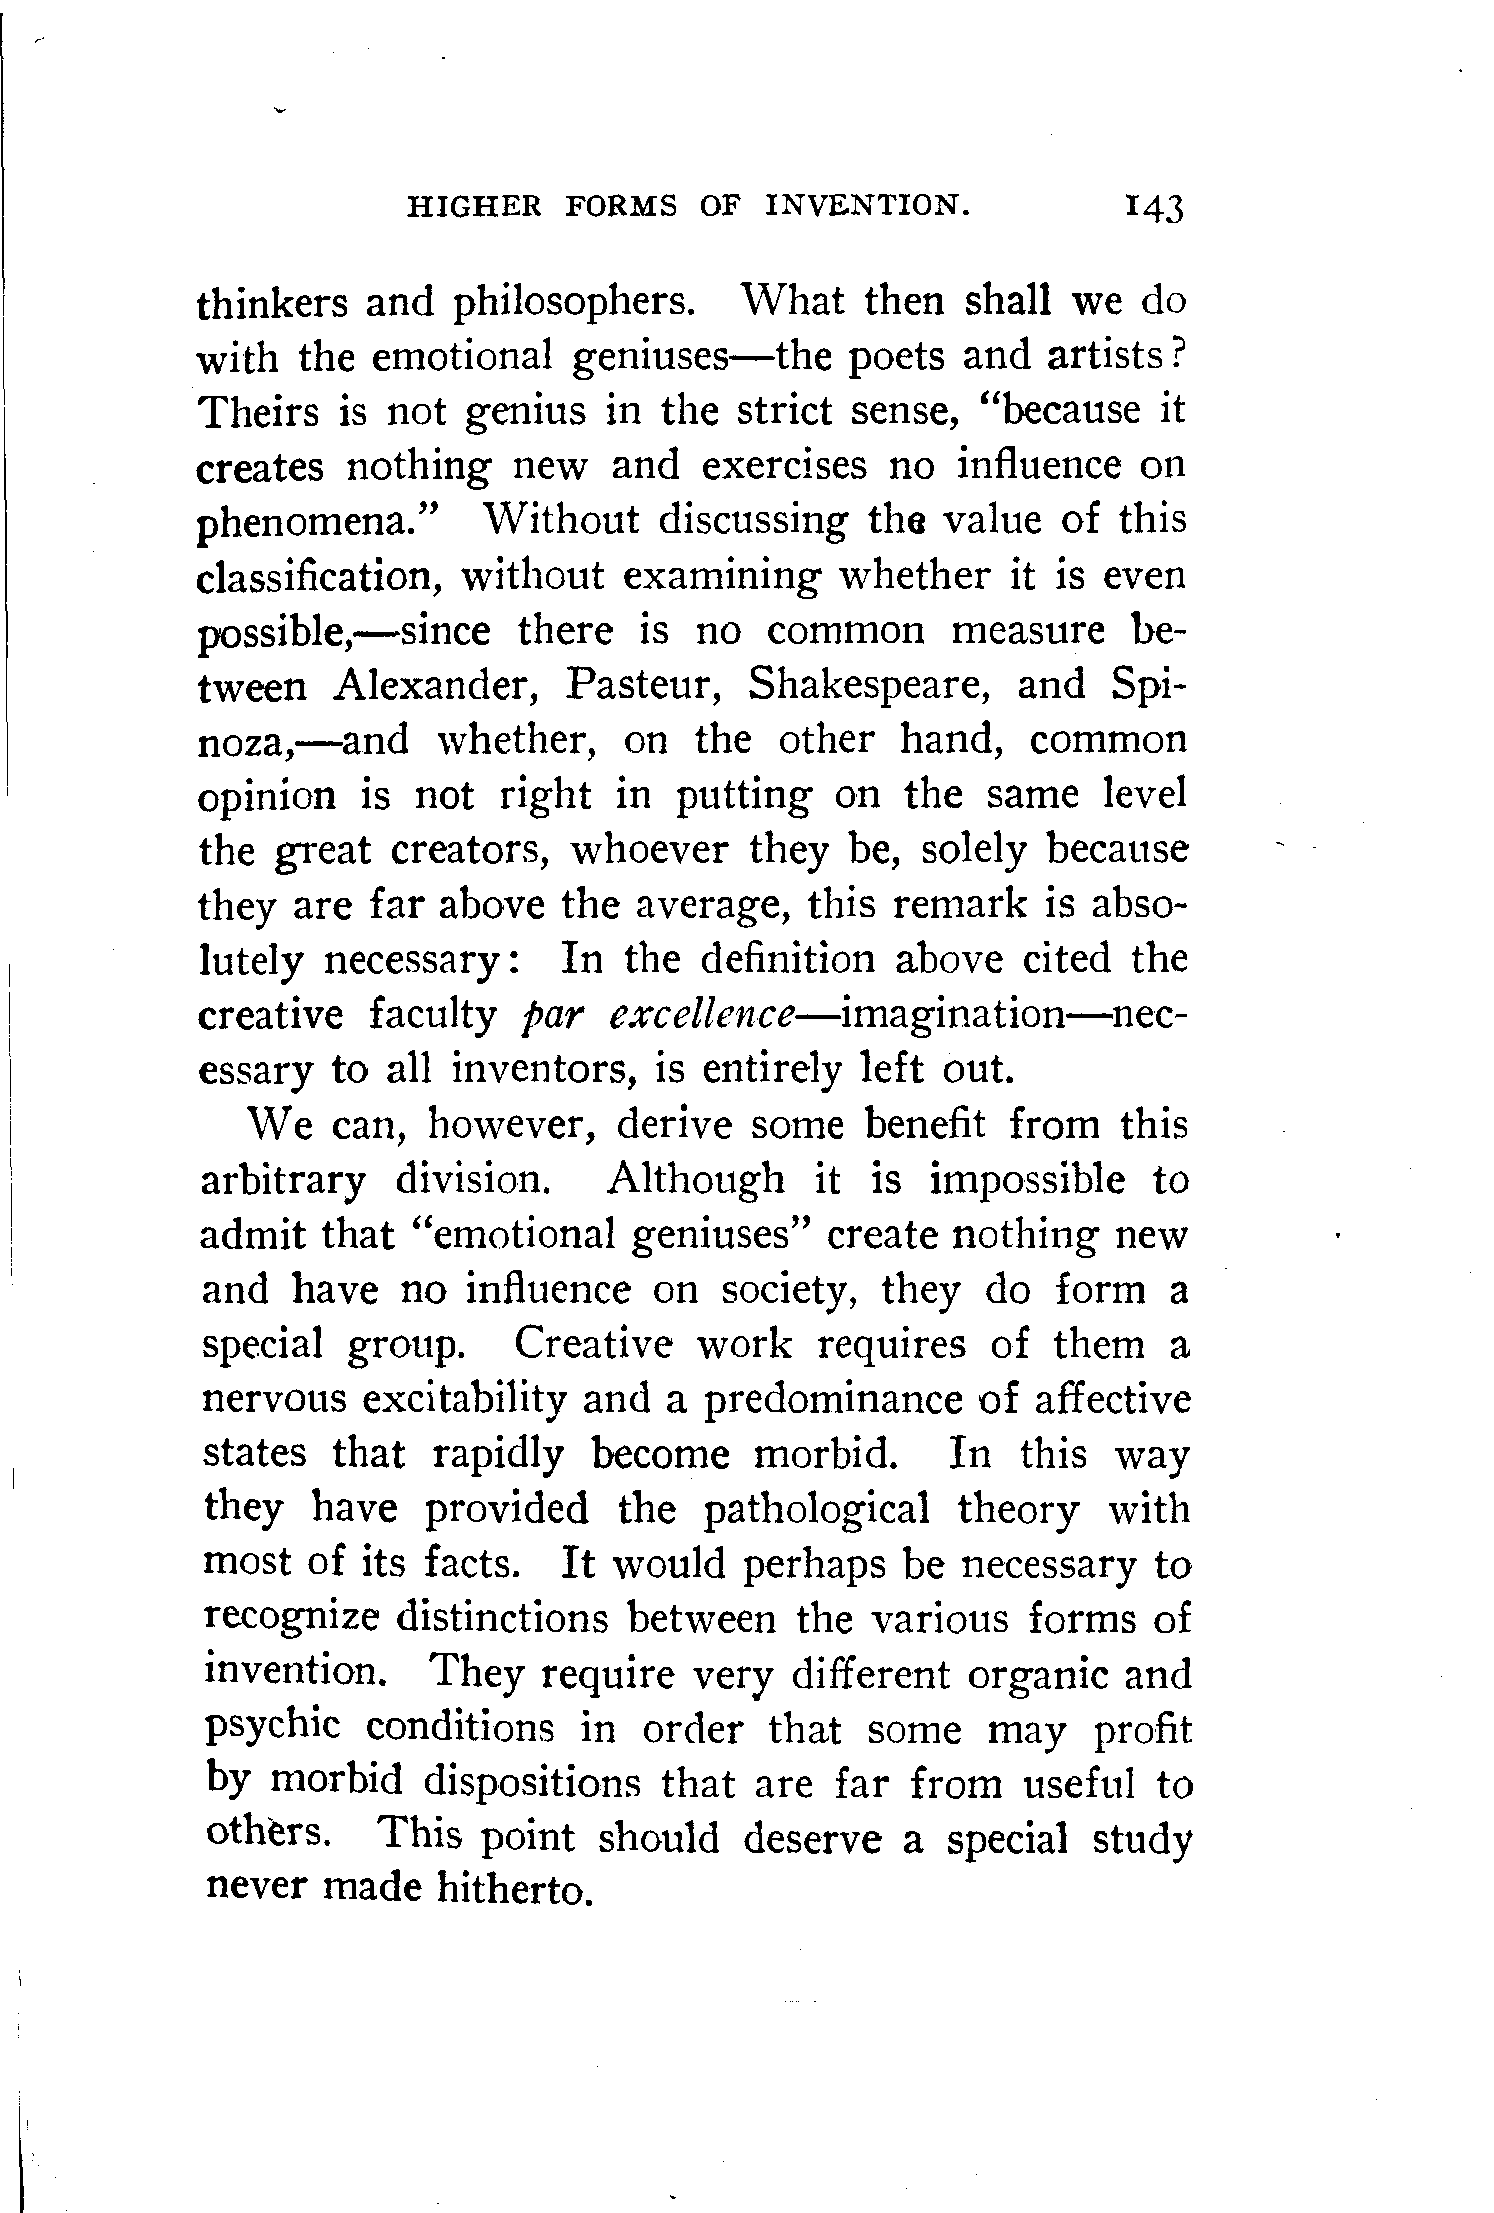 HIGHER FORMS OF INVENTION. 143
thinkers and philosophers. What then shall we do
with the emotional geniuses—the poets and artists?
Theirs is not genius in the strict sense, “because it
creates nothing new and exercises no influence on
phenomena.” Without discussing the value of this
classification, without examining whether it is even
possible,—since there is no common measure be-
tween Alexander, Pasteur, Shakespeare, and Spi-
noza,—and whether, on the other hand, common
opinion is not right in putting on the same level
the great creators, whoever they be, solely because
they are far above the average, this remark is abso-
lutely necessary: In the definition above cited the
creative faculty par excellence—imagination—nec-
essary to all inventors, is entirely left out.
We can, however, derive some benefit from this
arbitrary division. Although it is impossible to
admit that “emotional geniuses” create nothing new
and have no influence on society, they do form a
special group. Creative work requires of them a
nervous excitability and a predominance of affective
states that rapidly become morbid. In this way
they have provided the pathological theory with
most of its facts. It would perhaps be necessary to
recognize distinctions between the various forms of
invention. They require very different organic and
psychic conditions in order that some may profit
by morbid dispositions that are far from useful to
others. This point should deserve a special study
never made hitherto.